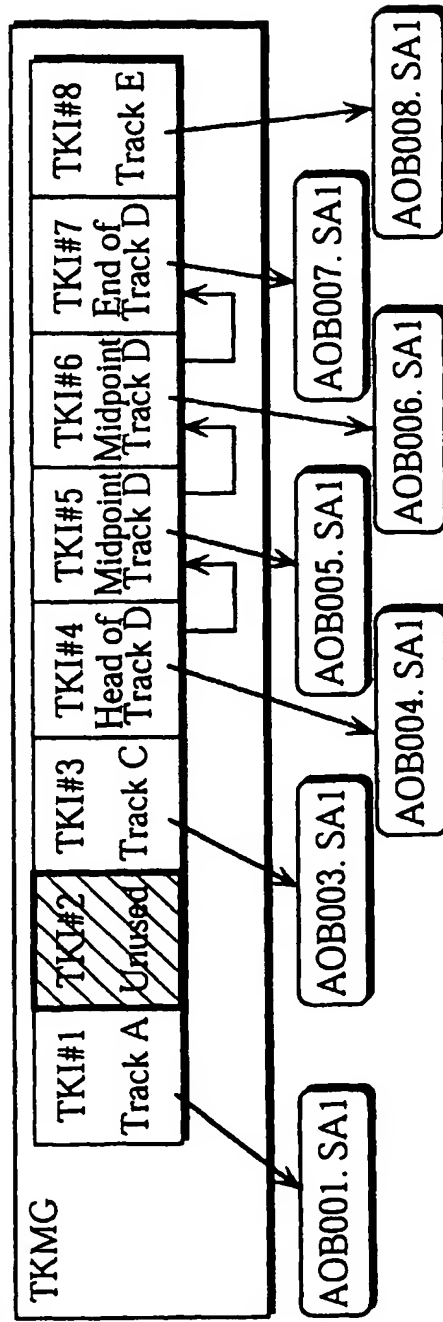 TKMG
TKI#1
Track A
TKI#2
Unused
TKI#3
Track C
TKI#4
Head of
Track D
TKI#5
Midpoint
Track D
TKI#6
Midpoint
Track D
TKI#7
End of
Track D
TKI#8
Track E
AOB001. SA1
AOB003. SA1
AOB004. SA1
AOB005. SA1
AOB006. SA1
AOB007. SA1
AOB008. SA1